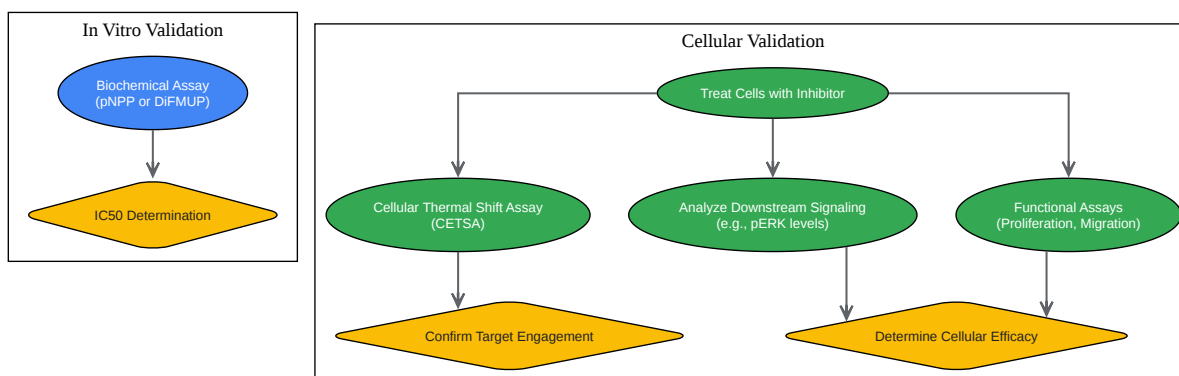 In Vitro Validation
Biochemical Assay
(pNPP or DiFMUP)
IC50 Determination
Cellular Validation
Treat Cells with Inhibitor
Cellular Thermal Shift Assay
(CETSA)
Analyze Downstream Signaling
(e.g., pERK levels)
Functional Assays
(Proliferation, Migration)
Confirm Target Engagement
Determine Cellular Efficacy